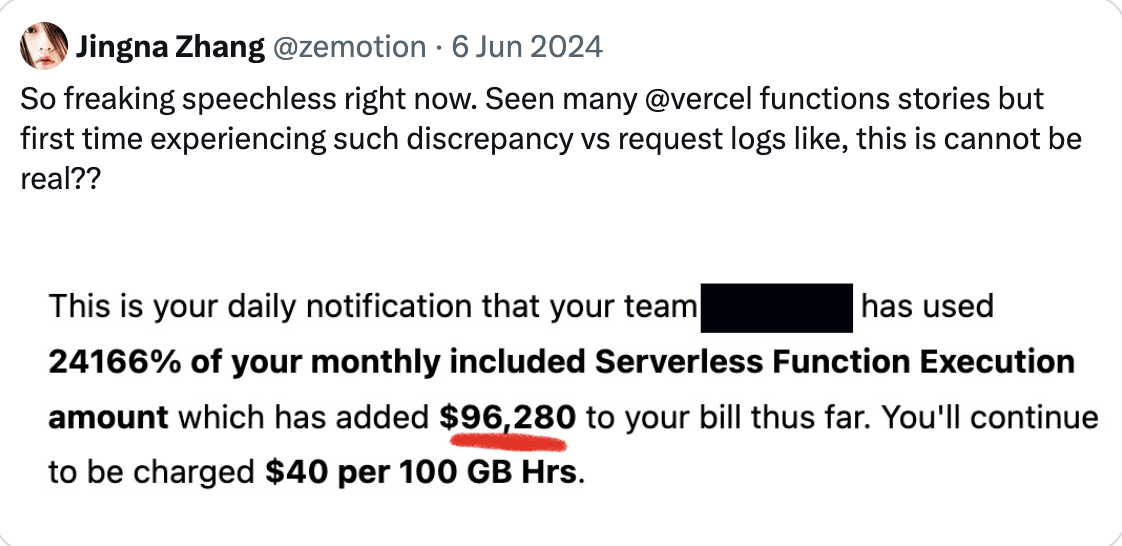 Jingna Zhang @zemotion · 6 Jun 2024
So freaking speechless right now. Seen many @vercel functions stories but
first time experiencing such discrepancy vs request logs like, this is cannot be
real??
This is your daily notification that your team has used
24166% of your monthly included Serverless Function Execution
amount which has added $96,280 to your bill thus far. You'll continue
to be charged $40 per 100 GB Hrs.